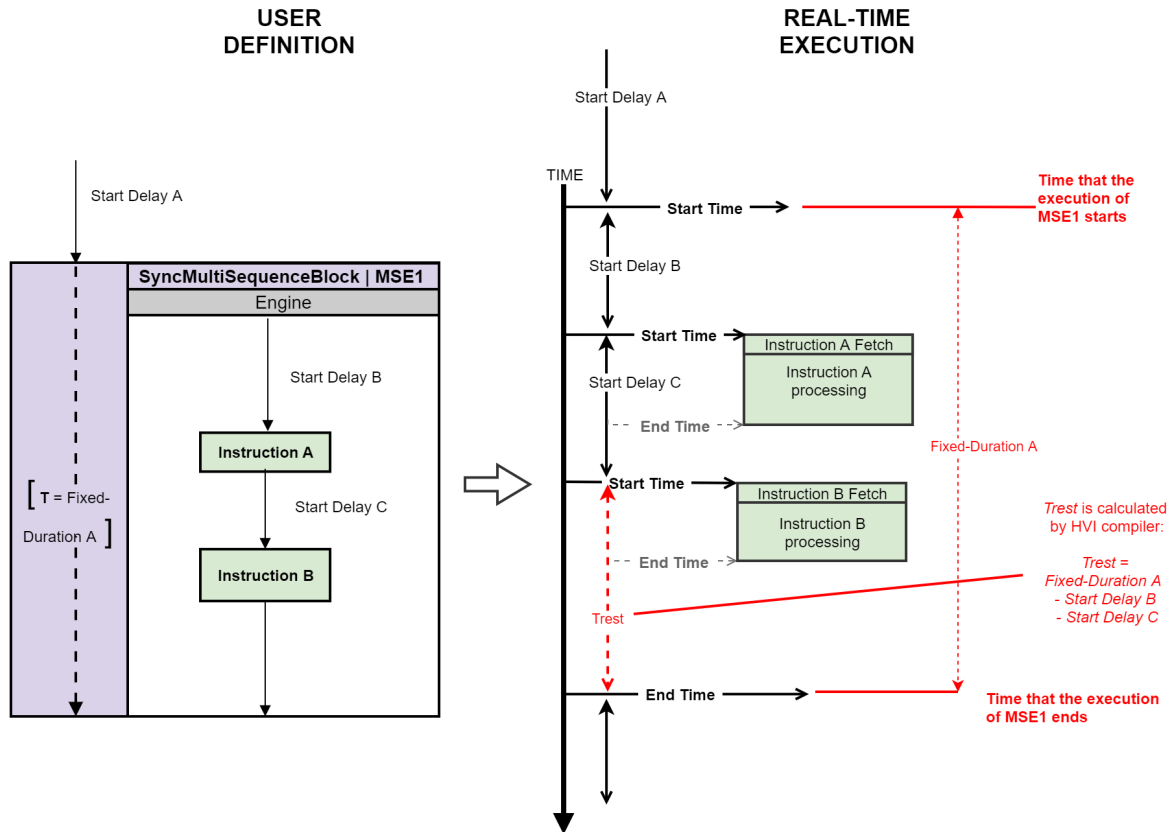 USER
DEFINITION
Start Delay A
SyncMultiSequenceBlock | MSE1
Engine
Start Delay B
Instruction A
Start Delay C
Instruction B
[ T = Fixed-
Duration A ]
REAL-TIME
EXECUTION
Start Delay A
TIME
Start Time
Time that the
execution of
MSE1 starts
Start Delay B
Start Time
Instruction A Fetch
Instruction A
processing
Start Delay C
End Time
Fixed-Duration A
Start Time
Instruction B Fetch
Instruction B
processing
End Time
Trest is calculated
by HVI compiler:
Trest =
Fixed-Duration A
- Start Delay B
- Start Delay C
Trest
End Time
Time that the execution
of MSE1 ends